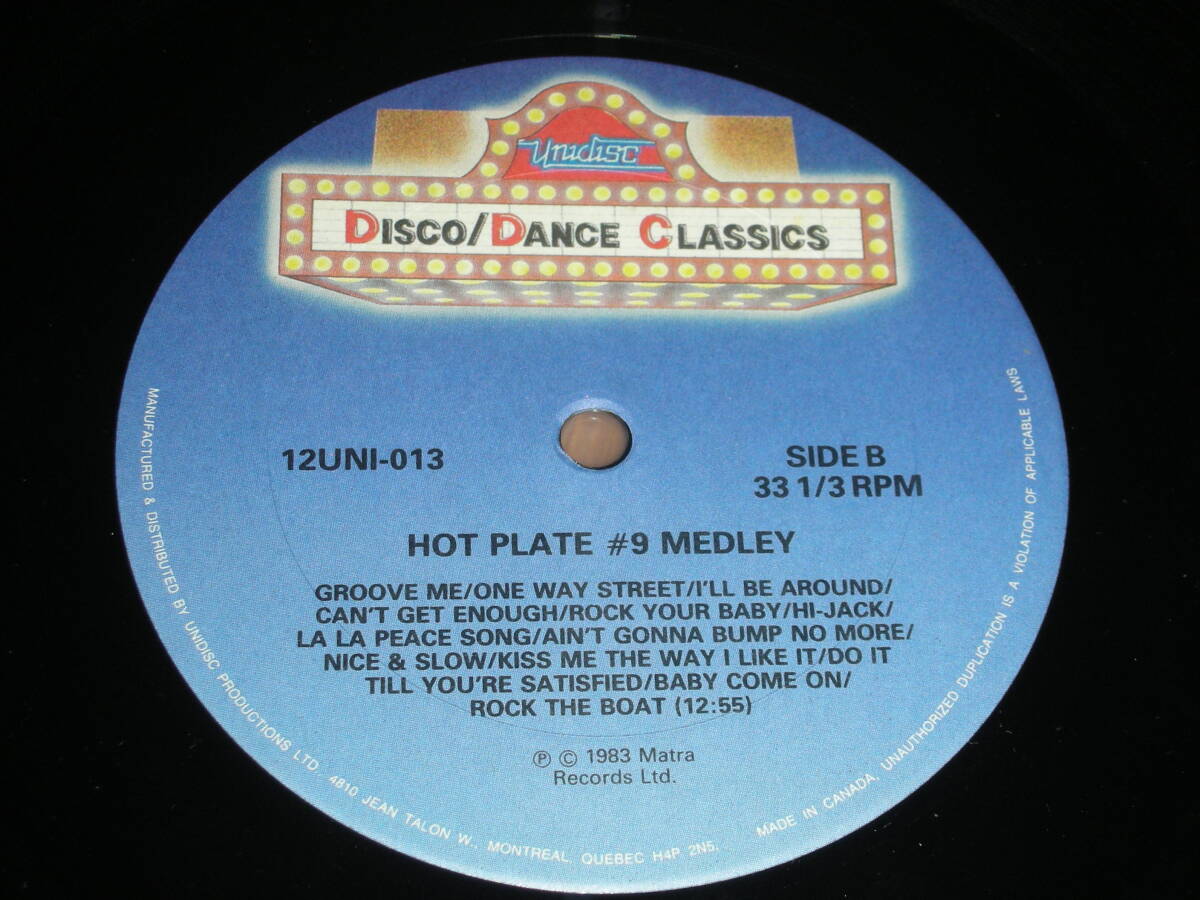 Unidisc
DISCO/DANCE CLASSICS
12UNI-013
SIDE B
33 1/3 RPM
HOT PLATE #9 MEDLEY
GROOVE ME/ONE WAY STREET/I'LL BE AROUND/
CAN'T GET ENOUGH/ROCK YOUR BABY/HI-JACK/
LA LA PEACE SONG/AIN'T GONNA BUMP NO MORE/
NICE & SLOW/KISS ME THE WAY I LIKE IT/DO IT
TILL YOU'RE SATISFIED/BABY COME ON/
ROCK THE BOAT (12:55)
℗ © 1983 Matra
Records Ltd.
MANUFACTURED & DISTRIBUTED BY UNIDISC PRODUCTIONS LTD. 4810 JEAN TALON W., MONTREAL, QUEBEC H4P 2N5. MADE IN CANADA. UNAUTHORIZED DUPLICATION IS A VIOLATION OF APPLICABLE LAWS